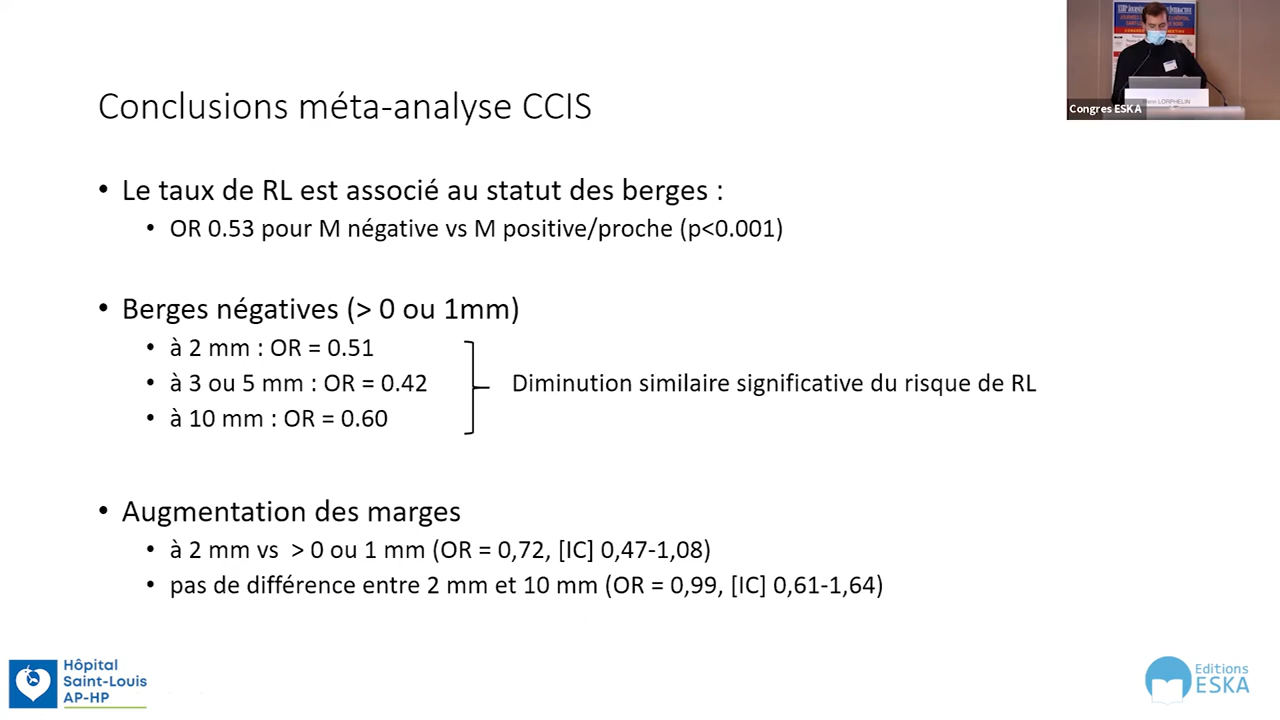 Conclusions méta-analyse CCIS
• Le taux de RL est associé au statut des berges :
• OR 0.53 pour M négative vs M positive/proche (p<0.001)
• Berges négatives (> 0 ou 1mm)
• à 2 mm : OR = 0.51
• à 3 ou 5 mm : OR = 0.42
• à 10 mm : OR = 0.60
Diminution similaire significative du risque de RL
• Augmentation des marges
• à 2 mm vs > 0 ou 1 mm (OR = 0,72, [IC] 0,47-1,08)
• pas de différence entre 2 mm et 10 mm (OR = 0,99, [IC] 0,61-1,64)
Congres ESKA
LORPHELIN
Hôpital
Saint-Louis
AP-HP
Editions
ESKA